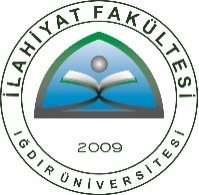 İLAHİYAT FAKÜLTESİ
2009
IĞDIR ÜNİVERSİTESİ